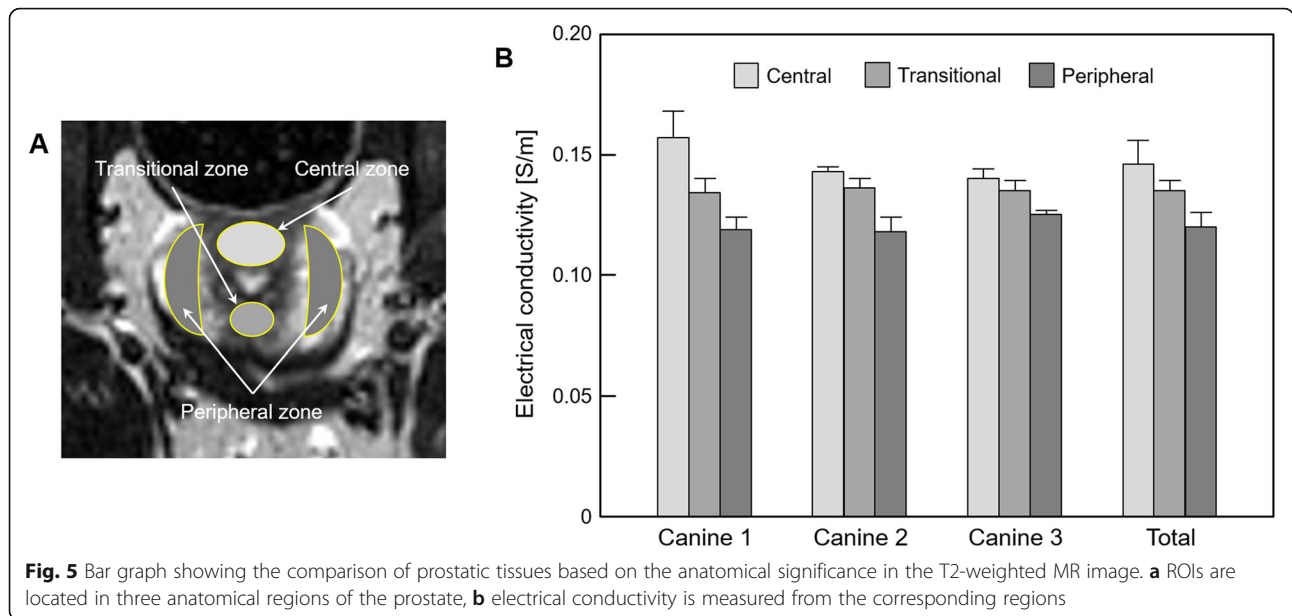 A
Transitional zone
Central zone
Peripheral zone
B
Central
Transitional
Peripheral
Electrical conductivity [S/m]
0.20
0.15
0.10
0.05
0
Canine 1
Canine 2
Canine 3
Total
Fig. 5 Bar graph showing the comparison of prostatic tissues based on the anatomical significance in the T2-weighted MR image. a ROIs are
located in three anatomical regions of the prostate, b electrical conductivity is measured from the corresponding regions